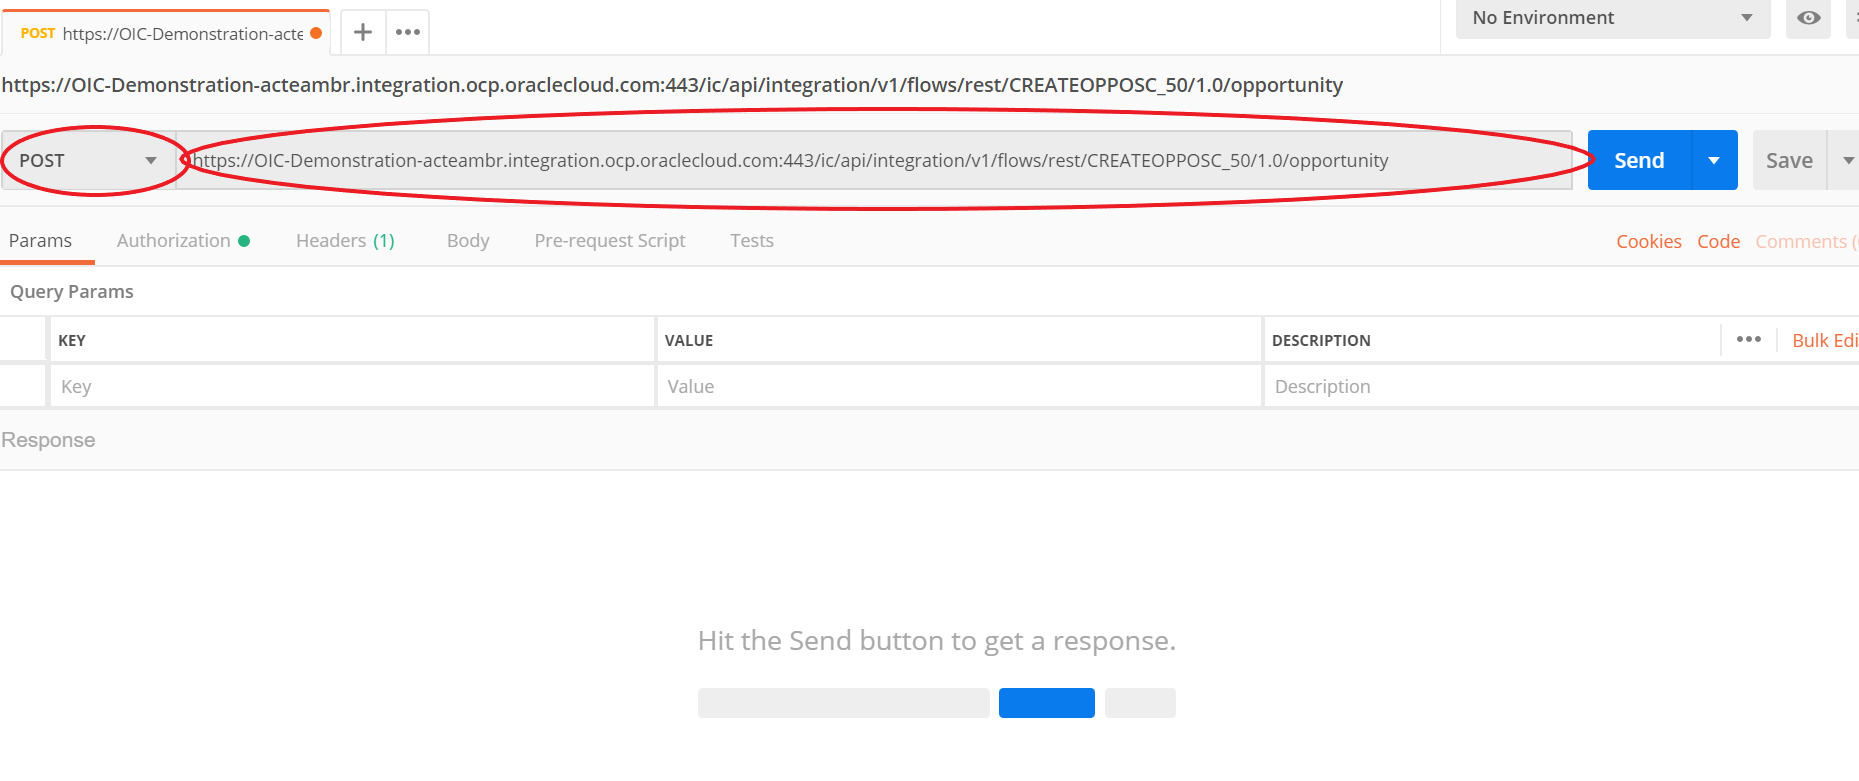 POST https://OIC-Demonstration-acte
No Environment
https://OIC-Demonstration-acteambr.integration.ocp.oraclecloud.com:443/ic/api/integration/v1/flows/rest/CREATEOPPOSC_50/1.0/opportunity
POST https://OIC-Demonstration-acteambr.integration.ocp.oraclecloud.com:443/ic/api/integration/v1/flows/rest/CREATEOPPOSC_50/1.0/opportunity Send Save
Params Authorization Headers (1) Body Pre-request Script Tests Cookies Code Comments (
Query Params
KEY VALUE DESCRIPTION Bulk Edi
Key Value Description
Response
Hit the Send button to get a response.